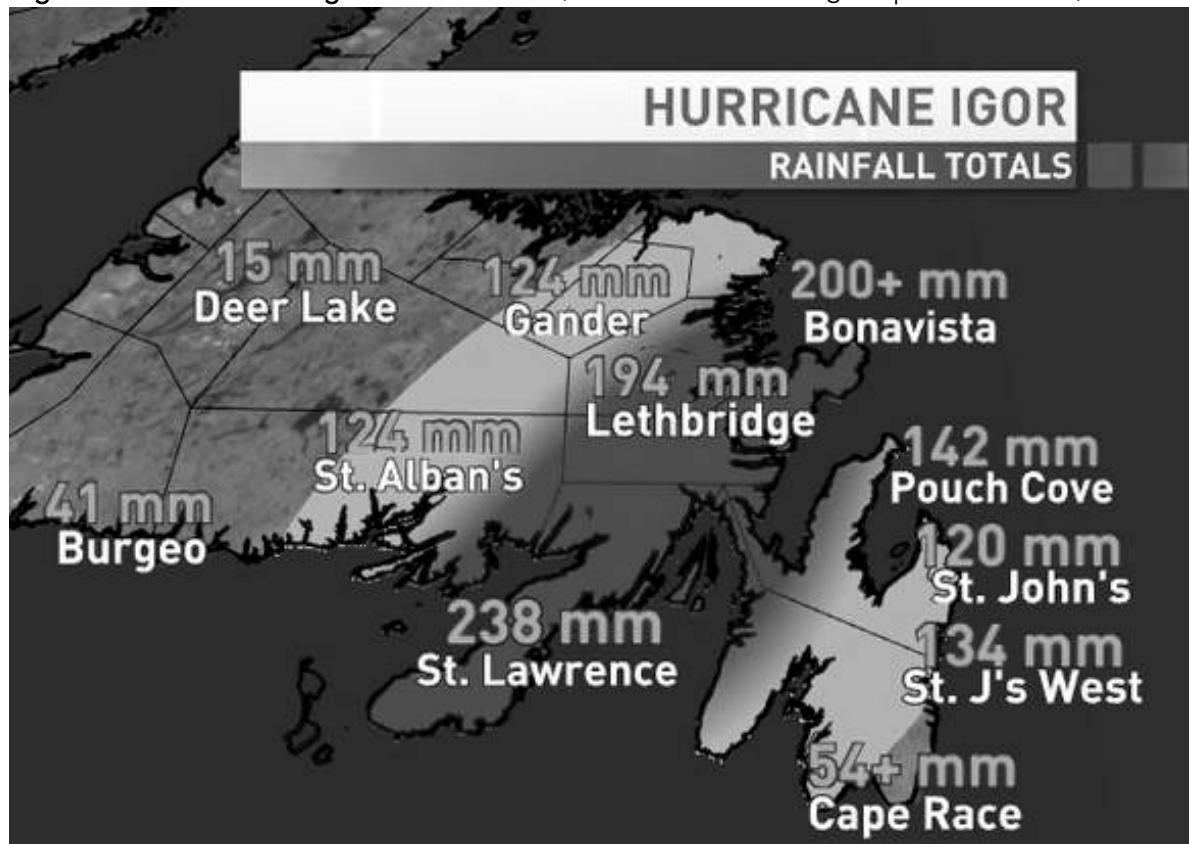 HURRICANE IGOR
RAINFALL TOTALS
15 mm
Deer Lake
124 mm
Gander
200+ mm
Bonavista
194 mm
Lethbridge
124 mm
St. Alban's
142 mm
Pouch Cove
41 mm
Burgeo
120 mm
St. John's
238 mm
St. Lawrence
134 mm
St. J's West
54+ mm
Cape Race